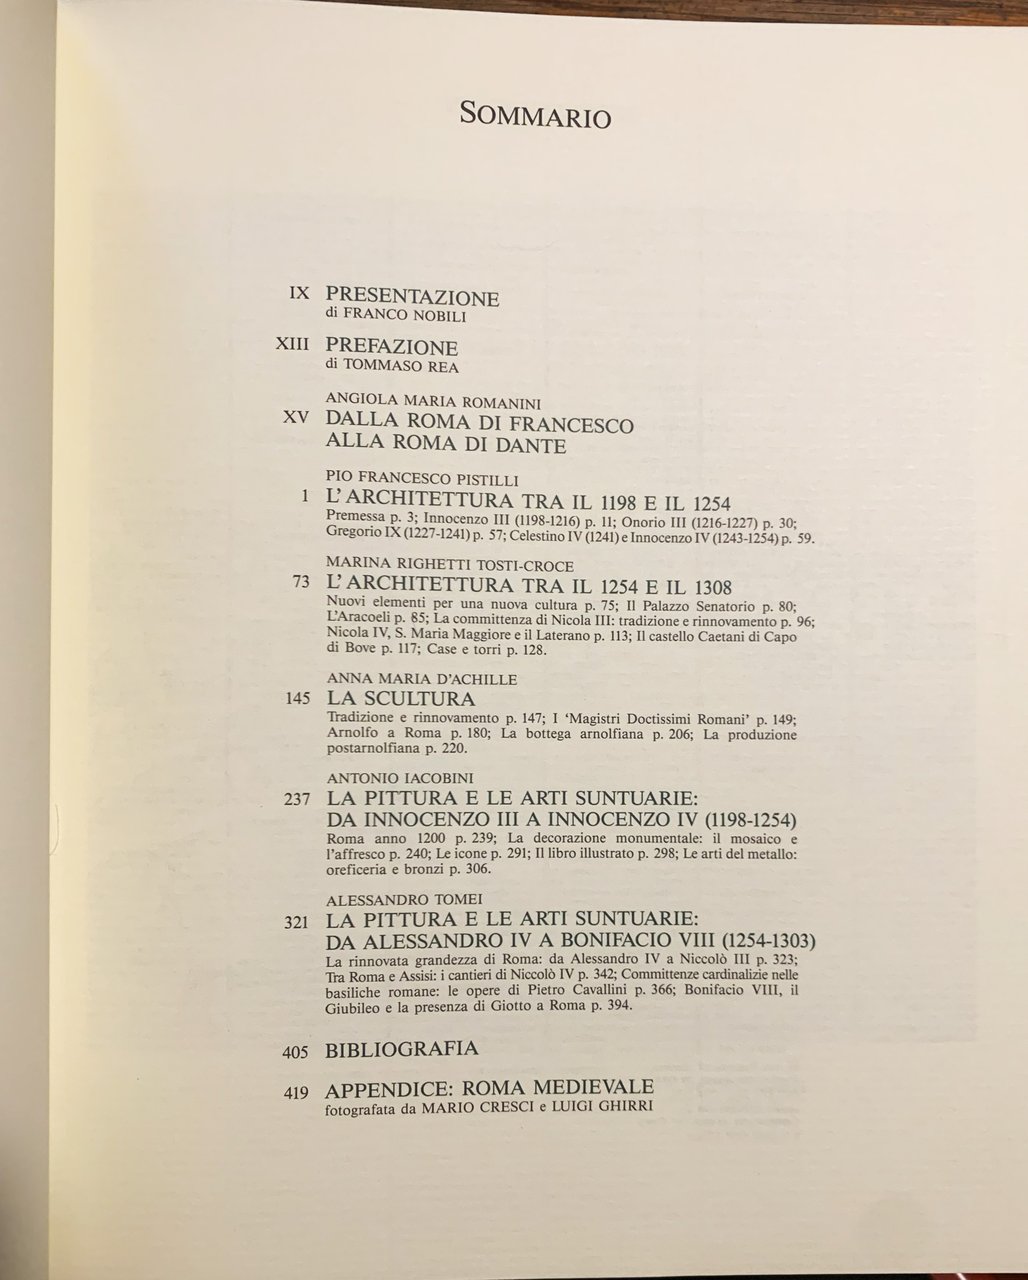 SOMMARIO
IX PRESENTAZIONE
di FRANCO NOBILI
XIII PREFAZIONE
di TOMMASO REA
ANGIOLA MARIA ROMANINI
XV DALLA ROMA DI FRANCESCO
ALLA ROMA DI DANTE
PIO FRANCESCO PISTILLI
1 L'ARCHITETTURA TRA IL 1198 E IL 1254
Premessa p. 3; Innocenzo III (1198-1216) p. 11; Onorio III (1216-1227) p. 30;
Gregorio IX (1227-1241) p. 57; Celestino IV (1241) e Innocenzo IV (1243-1254) p. 59.
MARINA RIGHETTI TOSTI-CROCE
73 L'ARCHITETTURA TRA IL 1254 E IL 1308
Nuovi elementi per una nuova cultura p. 75; Il Palazzo Senatorio p. 80;
L'Aracoeli p. 85; La committenza di Nicola III: tradizione e rinnovamento p. 96;
Nicola IV, S. Maria Maggiore e il Laterano p. 113; Il castello Caetani di Capo
di Bove p. 117; Case e torri p. 128.
ANNA MARIA D'ACHILLE
145 LA SCULTURA
Tradizione e rinnovamento p. 147; I 'Magistri Doctissimi Romani' p. 149;
Arnolfo a Roma p. 180; La bottega arnolfiana p. 206; La produzione
postarnolfiana p. 220.
ANTONIO IACOBINI
237 LA PITTURA E LE ARTI SUNTUARIE:
DA INNOCENZO III A INNOCENZO IV (1198-1254)
Roma anno 1200 p. 239; La decorazione monumentale: il mosaico e
l'affresco p. 240; Le icone p. 291; Il libro illustrato p. 298; Le arti del metallo:
oreficeria e bronzi p. 306.
ALESSANDRO TOMEI
321 LA PITTURA E LE ARTI SUNTUARIE:
DA ALESSANDRO IV A BONIFACIO VIII (1254-1303)
La rinnovata grandezza di Roma: da Alessandro IV a Niccolò III p. 323;
Tra Roma e Assisi: i cantieri di Niccolò IV p. 342; Committenze cardinalizie nelle
basiliche romane: le opere di Pietro Cavallini p. 366; Bonifacio VIII, il
Giubileo e la presenza di Giotto a Roma p. 394.
405 BIBLIOGRAFIA
419 APPENDICE: ROMA MEDIEVALE
fotografata da MARIO CRESCI e LUIGI GHIRRI